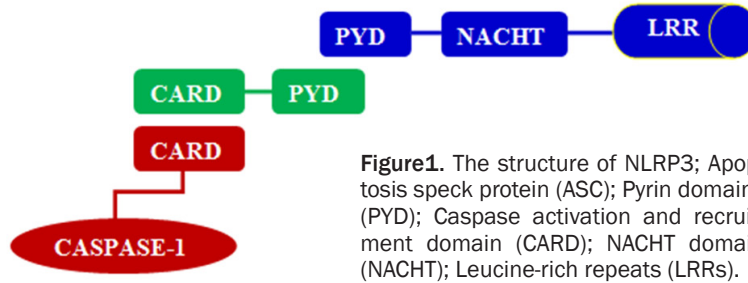 PYD NACHT LRR
CARD PYD
CARD
CASPASE-1
Figure1. The structure of NLRP3; Apop
tosis speck protein (ASC); Pyrin domain
(PYD); Caspase activation and recrui
ment domain (CARD); NACHT domai
(NACHT); Leucine-rich repeats (LRRs).